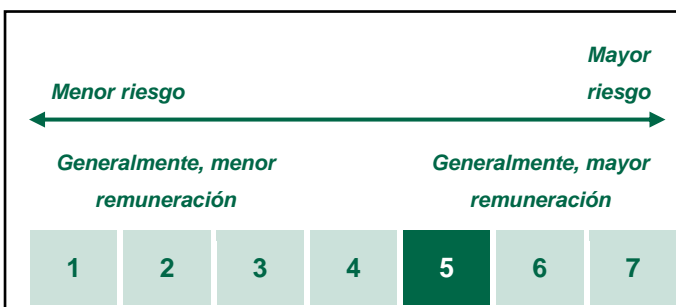 Mayor
Menor riesgo riesgo
Generalmente, menor Generalmente, mayor
remuneración remuneración
1 2 3 4 5 6 7